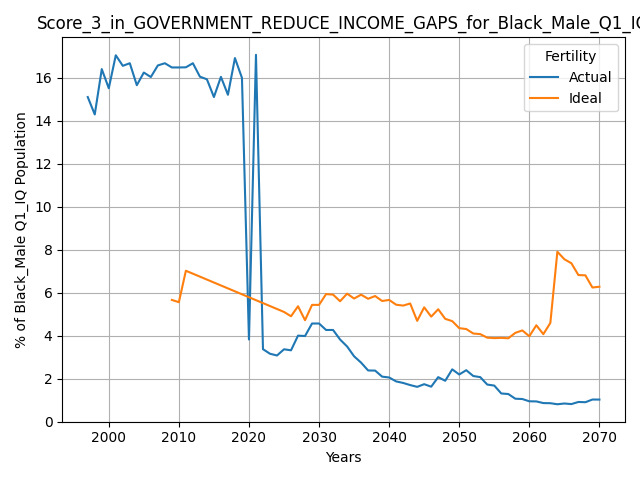 Score_3_in_GOVERNMENT_REDUCE_INCOME_GAPS_for_Black_Male_Q1_IQ
Fertility
Actual
Ideal
% of Black_Male Q1_IQ Population
16
14
12
10
8
6
4
2
0
2000 2010 2020 2030 2040 2050 2060 2070
Years